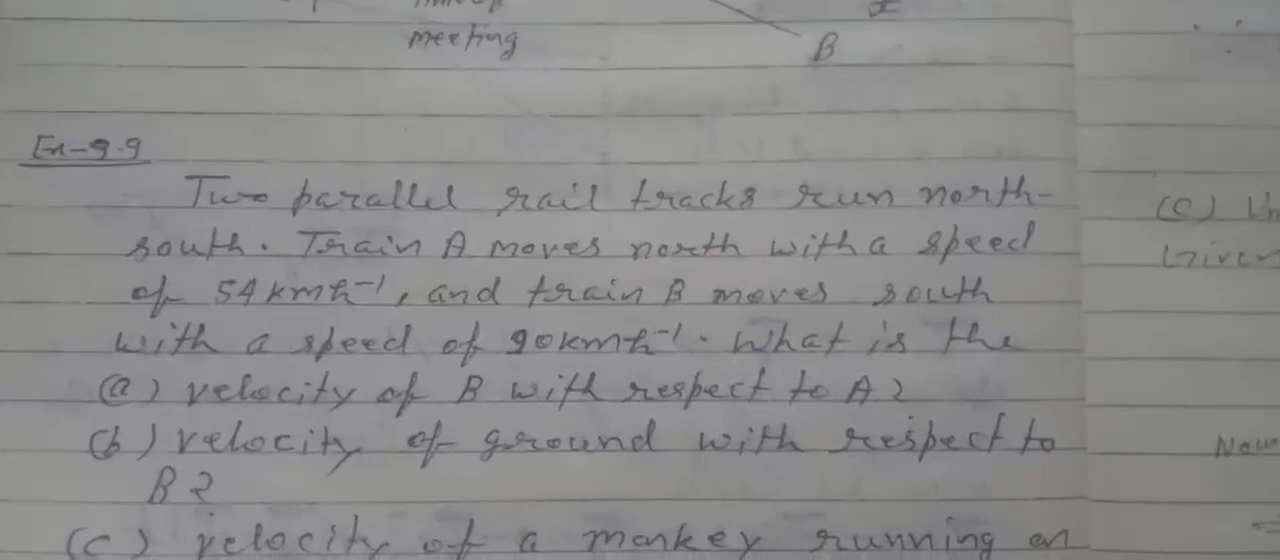 meeting
B
Ex-9.9
Two parallel rail tracks run north-
south. Train A moves north with a speed
of 54 kmh⁻¹, and train B moves south
with a speed of 90 kmh⁻¹. What is the
(a) velocity of B with respect to A?
(b) velocity of ground with respect to
B?
(c) velocity of a monkey running on
(c)
Given
Now
=